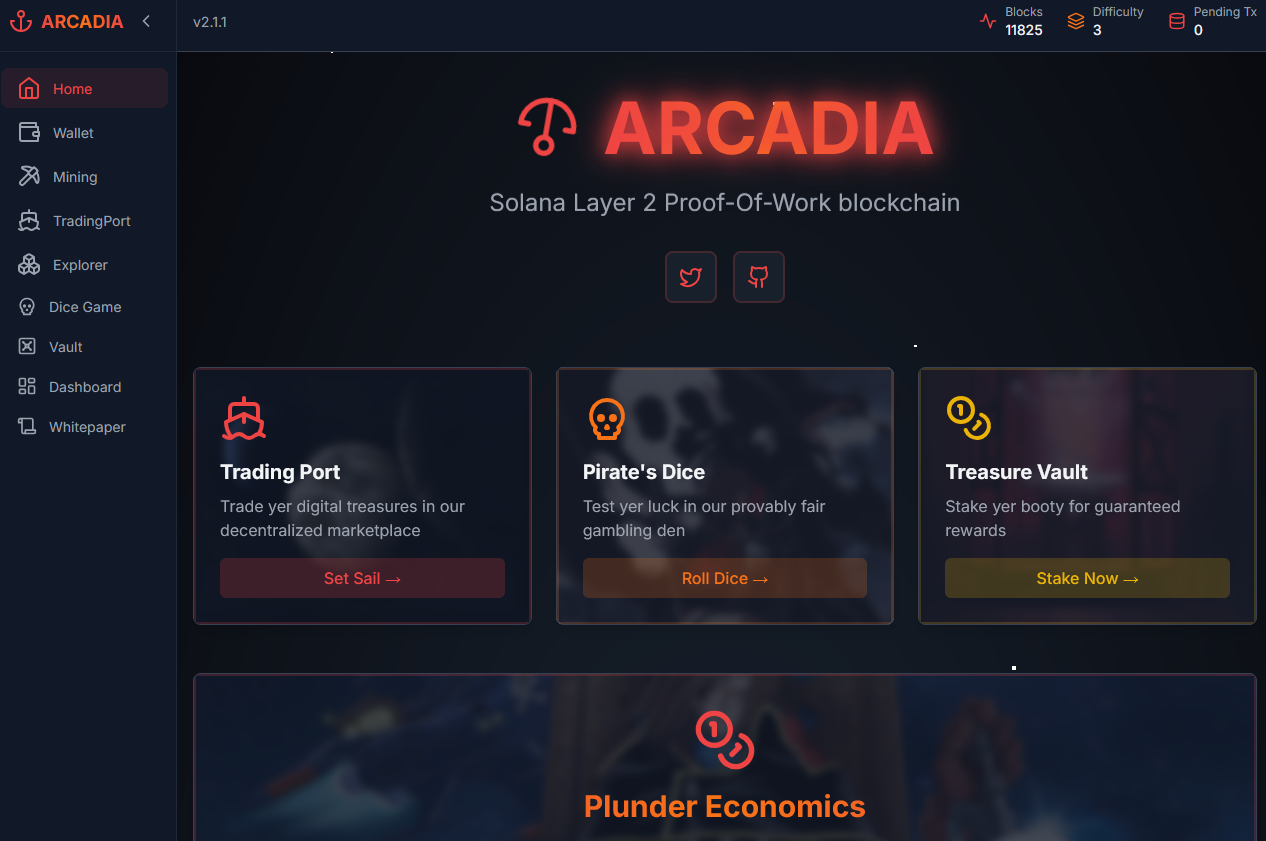 ARCADIA
v2.1.1
Blocks
11825
Difficulty
3
Pending Tx
0
Home
Wallet
Mining
TradingPort
Explorer
Dice Game
Vault
Dashboard
Whitepaper
ARCADIA
Solana Layer 2 Proof-Of-Work blockchain
Trading Port
Trade yer digital treasures in our
decentralized marketplace
Set Sail →
Pirate's Dice
Test yer luck in our provably fair
gambling den
Roll Dice →
Treasure Vault
Stake yer booty for guaranteed
rewards
Stake Now →
Plunder Economics